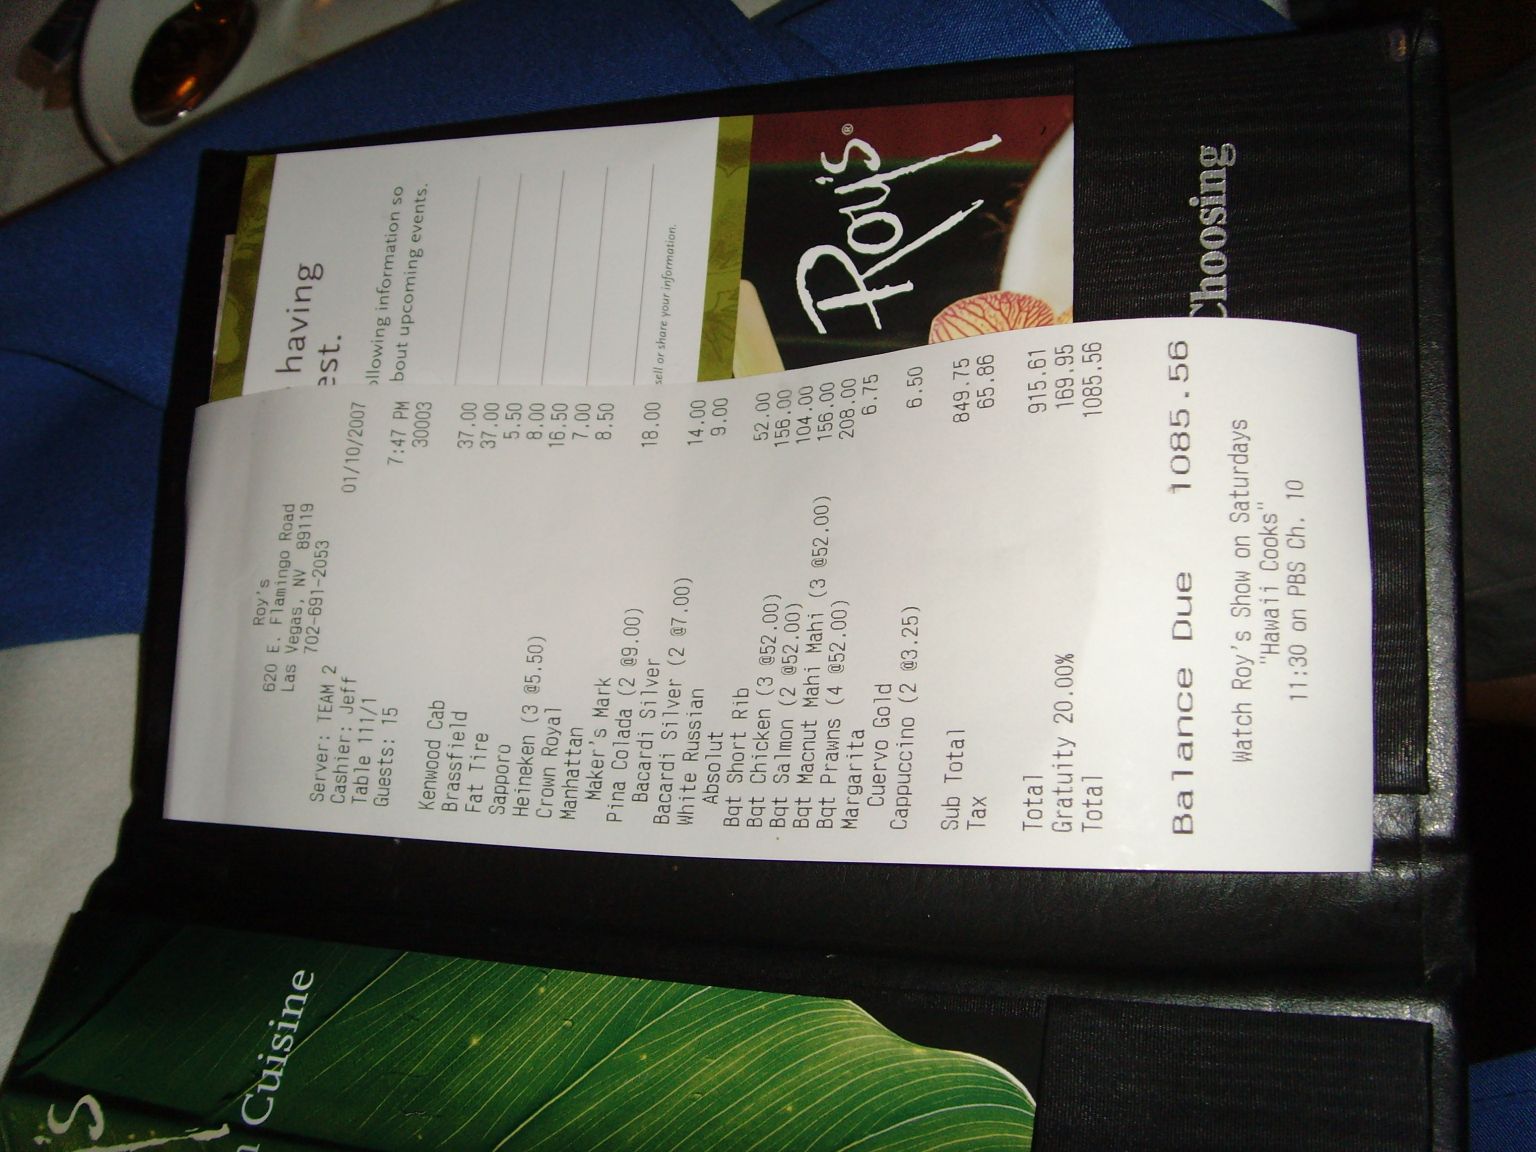 Roy's
620 E. Flamingo Road
Las Vegas, NV 89119
702-691-2053
Server: TEAM 2 01/10/2007
Cashier: Jeff
Table 111/1 7:47 PM
Guests: 15 30003
Kenwood Cab 37.00
Brassfield 37.00
Fat Tire 5.50
Sapporo 8.00
Heineken (3 @5.50) 16.50
Crown Royal 7.00
Manhattan 8.50
Maker's Mark
Pina Colada (2 @9.00) 18.00
Bacardi Silver
Bacardi Silver (2 @7.00) 14.00
White Russian 9.00
Absolut
Bqt Short Rib 52.00
Bqt Chicken (3 @52.00) 156.00
Bqt Salmon (2 @52.00) 104.00
Bqt Macnut Mahi Mahi (3 @52.00) 156.00
Bqt Prawns (4 @52.00) 208.00
Margarita 6.75
Cuervo Gold
Cappuccino (2 @3.25) 6.50
Sub Total 849.75
Tax 65.86
Total 915.61
Gratuity 20.00% 169.95
Total 1085.56
Balance Due 1085.56
Watch Roy's Show on Saturdays
"Hawaii Cooks"
11:30 on PBS Ch. 10
having
est.
ollowing information so
bout upcoming events.
sell or share your information.
Roy's®
Choosing
y's
n Cuisine